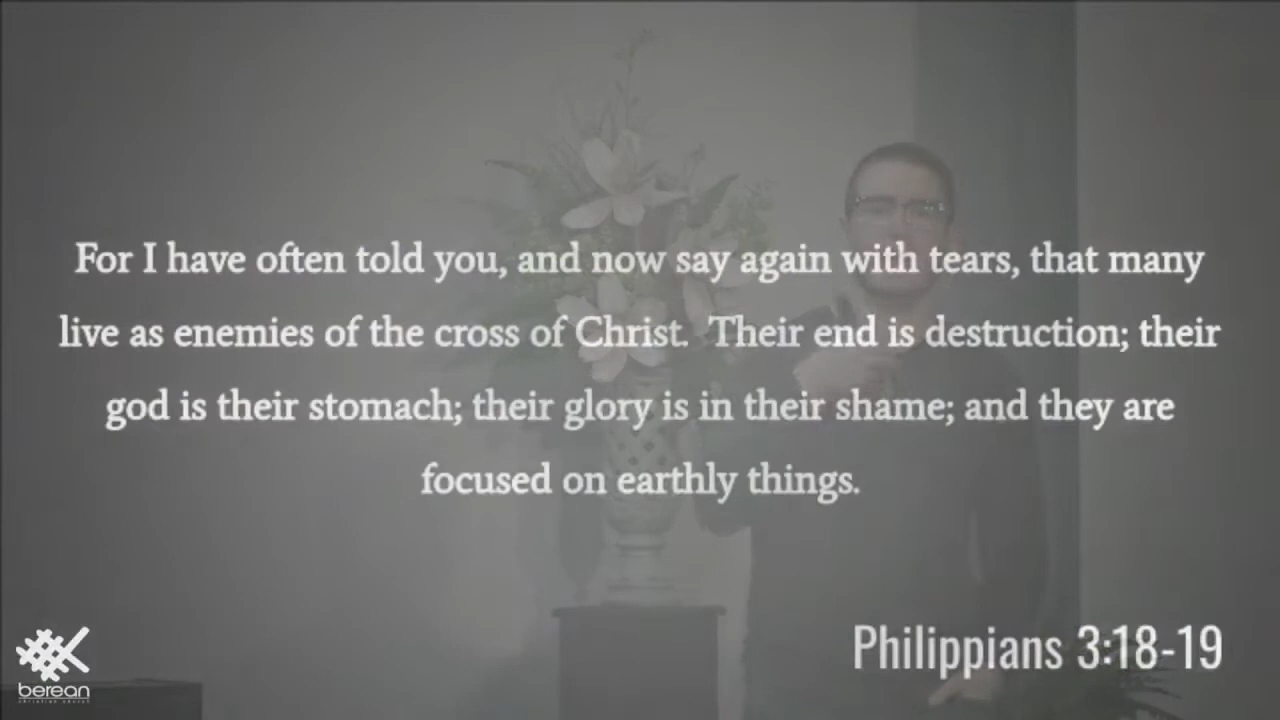 For I have often told you, and now say again with tears, that many
live as enemies of the cross of Christ.  Their end is destruction; their
god is their stomach; their glory is in their shame; and they are
focused on earthly things.
Philippians 3:18-19
berean
christian church